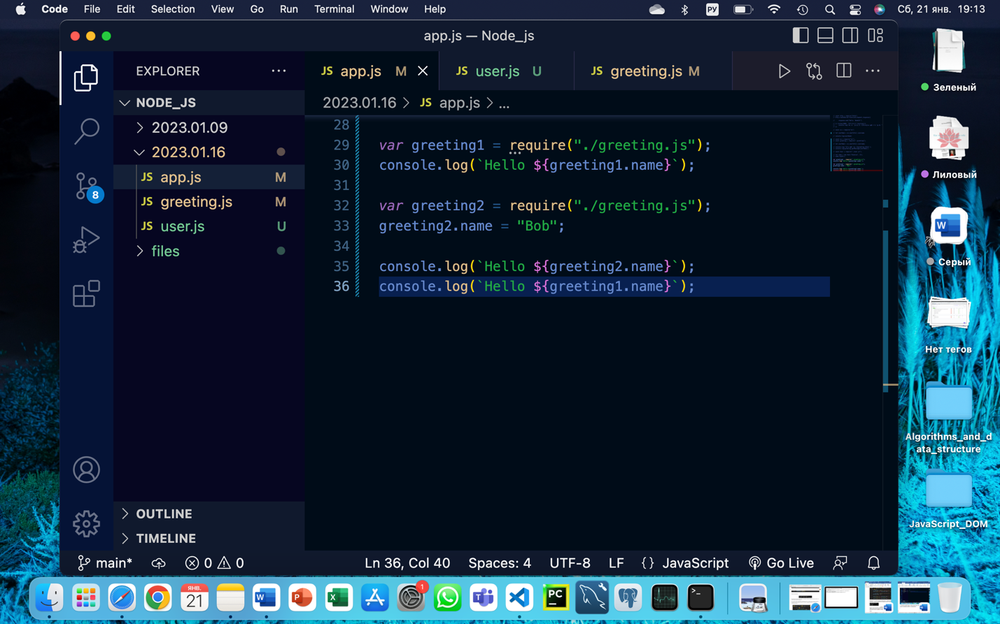 Code File Edit Selection View Go Run Terminal Window Help РУ Сб, 21 янв. 19:13
app.js — Node_js
EXPLORER ···
JS app.js M
JS user.js U
JS greeting.js M
NODE_JS
2023.01.09
2023.01.16
JS app.js M
JS greeting.js M
JS user.js U
files
8
2023.01.16 > JS app.js > ...
28
29 var greeting1 = require("./greeting.js");
30 console.log(`Hello ${greeting1.name}`);
31
32 var greeting2 = require("./greeting.js");
33 greeting2.name = "Bob";
34
35 console.log(`Hello ${greeting2.name}`);
36 console.log(`Hello ${greeting1.name}`);
OUTLINE
TIMELINE
main* 0 0 Ln 36, Col 40 Spaces: 4 UTF-8 LF {} JavaScript Go Live
Зеленый
Лиловый
W
Серый
Нет тегов
Algorithms_and_d
ata_structure
JavaScript_DOM
ЯНВ.
21
W
P
X
1
T
PC
>_